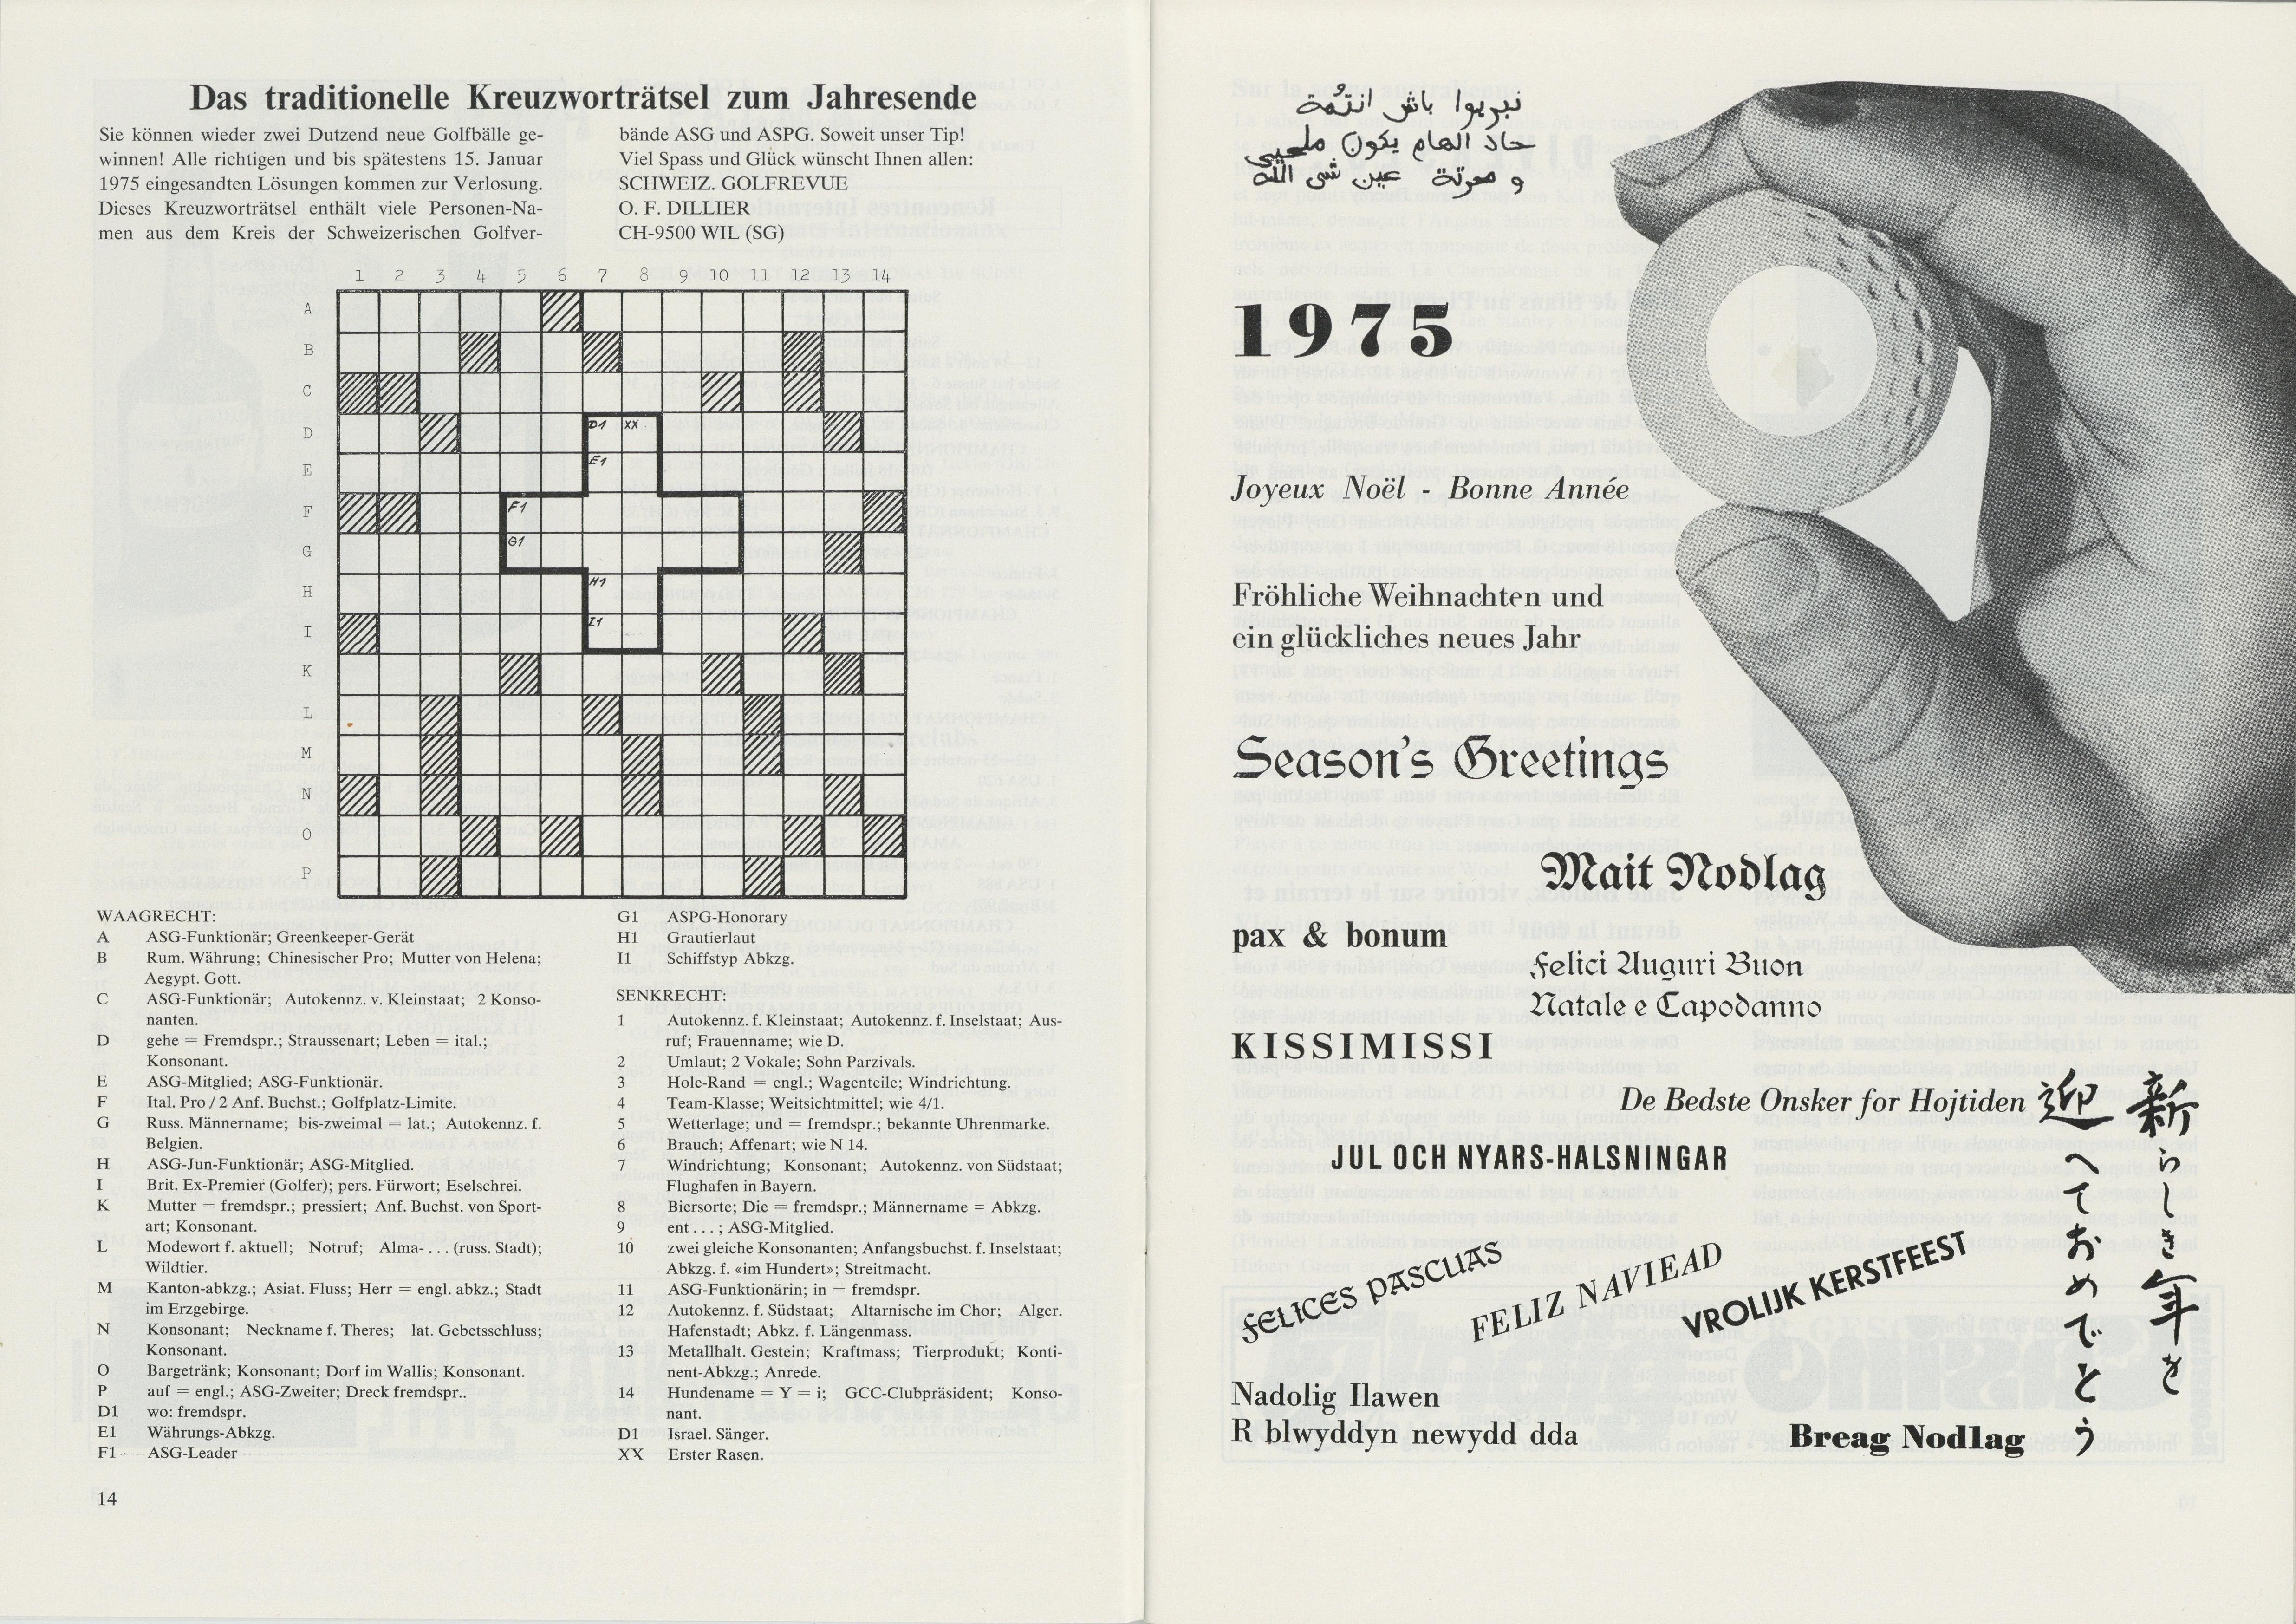 Das traditionelle Kreuzworträtsel zum Jahresende
Sie können wieder zwei Dutzend neue Golfbälle ge-
winnen! Alle richtigen und bis spätestens 15. Januar
1975 eingesandten Lösungen kommen zur Verlosung.
Dieses Kreuzworträtsel enthält viele Personen-Na-
men aus dem Kreis der Schweizerischen Golfver-
bände ASG und ASPG. Soweit unser Tip!
Viel Spass und Glück wünscht Ihnen allen:
SCHWEIZ. GOLFREVUE
O. F. DILLIER
CH-9500 WIL (SG)
1 2 3 4 5 6 7 8 9 10 11 12 13 14
A
B
C
D D1 XX
E E1
F F1
G G1
H H1
I I1
K
L
M
N
O
P
WAAGRECHT:
A ASG-Funktionär; Greenkeeper-Gerät
B Rum. Währung; Chinesischer Pro; Mutter von Helena;
Aegypt. Gott.
C ASG-Funktionär; Autokennz. v. Kleinstaat; 2 Konso-
nanten.
D gehe = Fremdspr.; Straussenart; Leben = ital.;
Konsonant.
E ASG-Mitglied; ASG-Funktionär.
F Ital. Pro / 2 Anf. Buchst.; Golfplatz-Limite.
G Russ. Männername; bis-zweimal = lat.; Autokennz. f.
Belgien.
H ASG-Jun-Funktionär; ASG-Mitglied.
I Brit. Ex-Premier (Golfer); pers. Fürwort; Eselschrei.
K Mutter = fremdspr.; pressiert; Anf. Buchst. von Sport-
art; Konsonant.
L Modewort f. aktuell; Notruf; Alma- . . . (russ. Stadt);
Wildtier.
M Kanton-abkzg.; Asiat. Fluss; Herr = engl. abkz.; Stadt
im Erzgebirge.
N Konsonant; Neckname f. Theres; lat. Gebetsschluss;
Konsonant.
O Bargetränk; Konsonant; Dorf im Wallis; Konsonant.
P auf = engl.; ASG-Zweiter; Dreck fremdspr..
D1 wo: fremdspr.
E1 Währungs-Abkzg.
F1 ASG-Leader
G1 ASPG-Honorary
H1 Grautierlaut
I1 Schiffstyp Abkzg.
SENKRECHT:
1 Autokennz. f. Kleinstaat; Autokennz. f. Inselstaat; Aus-
ruf; Frauenname; wie D.
2 Umlaut; 2 Vokale; Sohn Parzivals.
3 Hole-Rand = engl.; Wagenteile; Windrichtung.
4 Team-Klasse; Weitsichtmittel; wie 4/1.
5 Wetterlage; und = fremdspr.; bekannte Uhrenmarke.
6 Brauch; Affenart; wie N 14.
7 Windrichtung; Konsonant; Autokennz. von Südstaat;
Flughafen in Bayern.
8 Biersorte; Die = fremdspr.; Männername = Abkzg.
9 ent . . . ; ASG-Mitglied.
10 zwei gleiche Konsonanten; Anfangsbuchst. f. Inselstaat;
Abkzg. f. «im Hundert»; Streitmacht.
11 ASG-Funktionärin; in = fremdspr.
12 Autokennz. f. Südstaat; Altarnische im Chor; Alger.
Hafenstadt; Abkz. f. Längenmass.
13 Metallhalt. Gestein; Kraftmass; Tierprodukt; Konti-
nent-Abkzg.; Anrede.
14 Hundename = Y = i; GCC-Clubpräsident; Konso-
nant.
D1 Israel. Sänger.
XX Erster Rasen.
14
1975
Joyeux Noël - Bonne Année
Fröhliche Weihnachten und
ein glückliches neues Jahr
Season's Greetings
Mait Nodlag
pax & bonum
Felici Auguri Buon
Natale e Capodanno
KISSIMISSI
De Bedste Onsker for Hojtiden
JUL OCH NYARS-HALSNINGAR
FELICES PASCUAS
FELIZ NAVIEAD
VROLIJK KERSTFEEST
新らしき年を
迎へておめでとう
Nadolig Ilawen
R blwyddyn newydd dda
Breag Nodlag